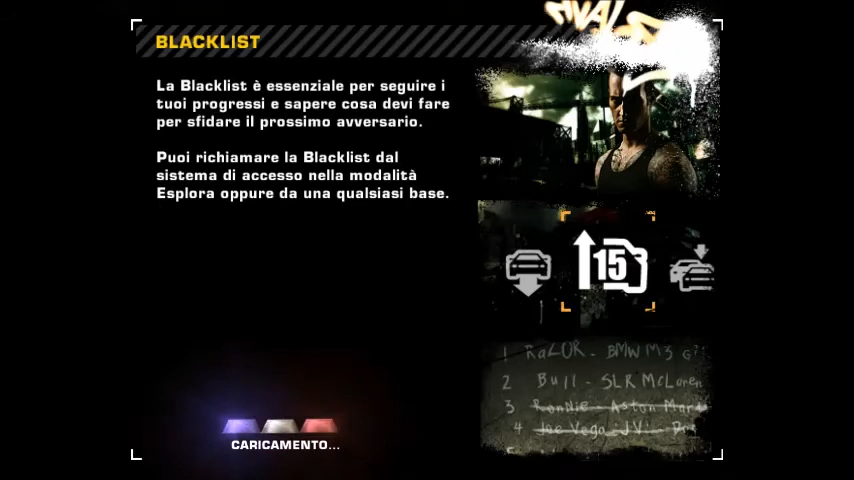 BLACKLIST
La Blacklist è essenziale per seguire i
tuoi progressi e sapere cosa devi fare
per sfidare il prossimo avversario.
Puoi richiamare la Blacklist dal
sistema di accesso nella modalità
Esplora oppure da una qualsiasi base.
15
1 RaZOR - BMW M3
2 Bull - SLR McLaren
3 RonNie - Aston
4 Joe Vega - JV:
CARICAMENTO...